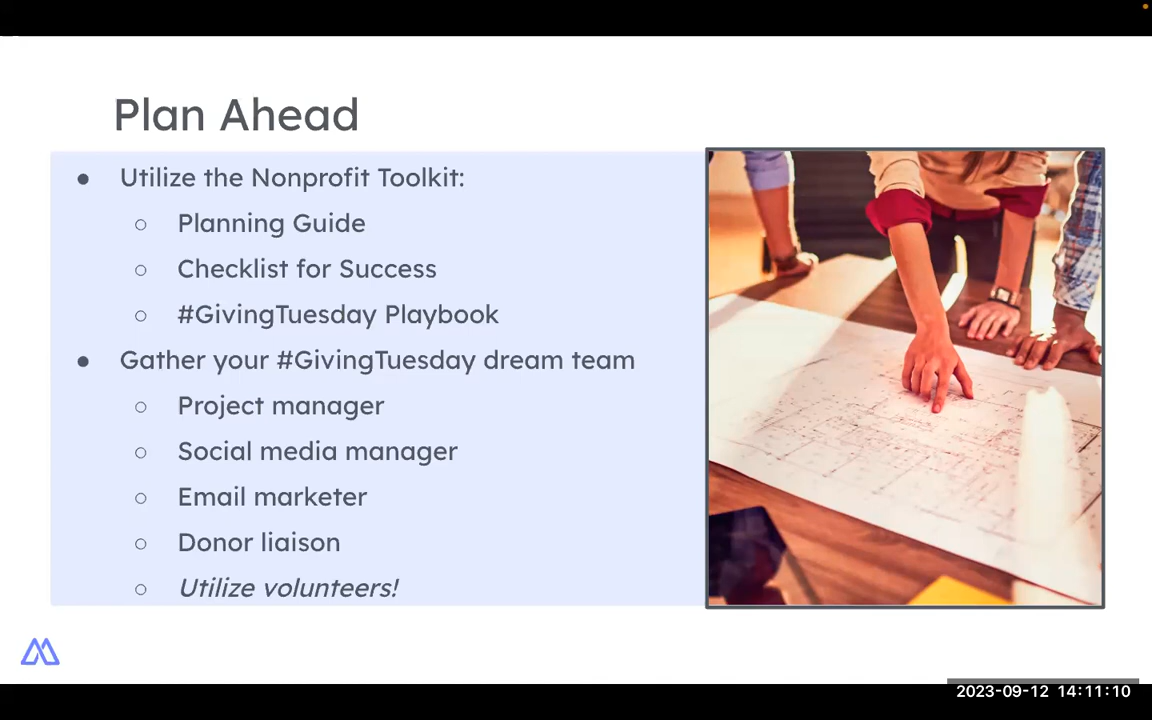 Plan Ahead
● Utilize the Nonprofit Toolkit:
○ Planning Guide
○ Checklist for Success
○ #GivingTuesday Playbook
● Gather your #GivingTuesday dream team
○ Project manager
○ Social media manager
○ Email marketer
○ Donor liaison
○ Utilize volunteers!
2023-09-12 14:11:10